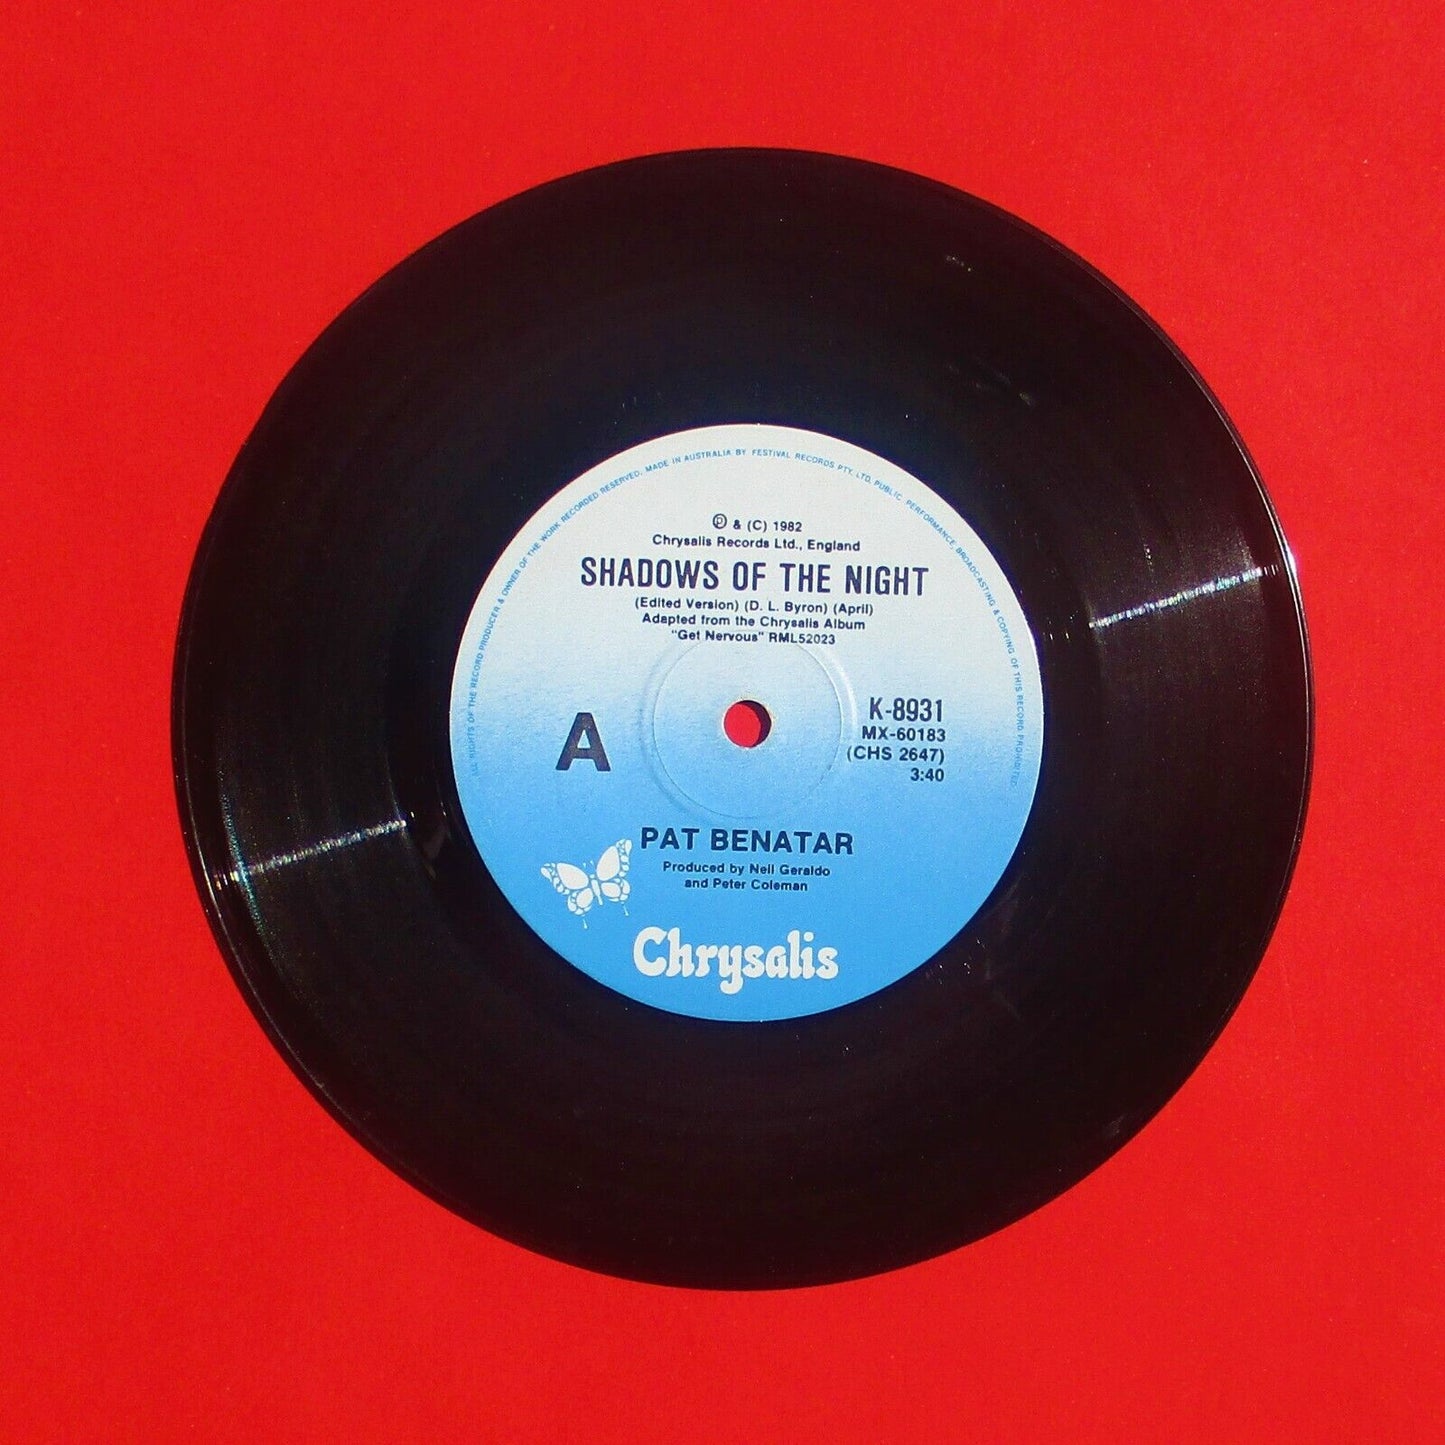 ALL RIGHTS OF THE RECORD PRODUCER & OWNER OF THE WORK RECORDED RESERVED. MADE IN AUSTRALIA BY FESTIVAL RECORDS PTY. LTD. PUBLIC PERFORMANCE, BROADCASTING & COPYING OF THIS RECORD PROHIBITED
℗ & (C) 1982
Chrysalis Records Ltd., England
SHADOWS OF THE NIGHT
(Edited Version) (D. L. Byron) (April)
Adapted from the Chrysalis Album
"Get Nervous" RML52023
A
K-8931
MX-60183
(CHS 2647)
3:40
PAT BENATAR
Produced by Neil Geraldo
and Peter Coleman
Chrysalis